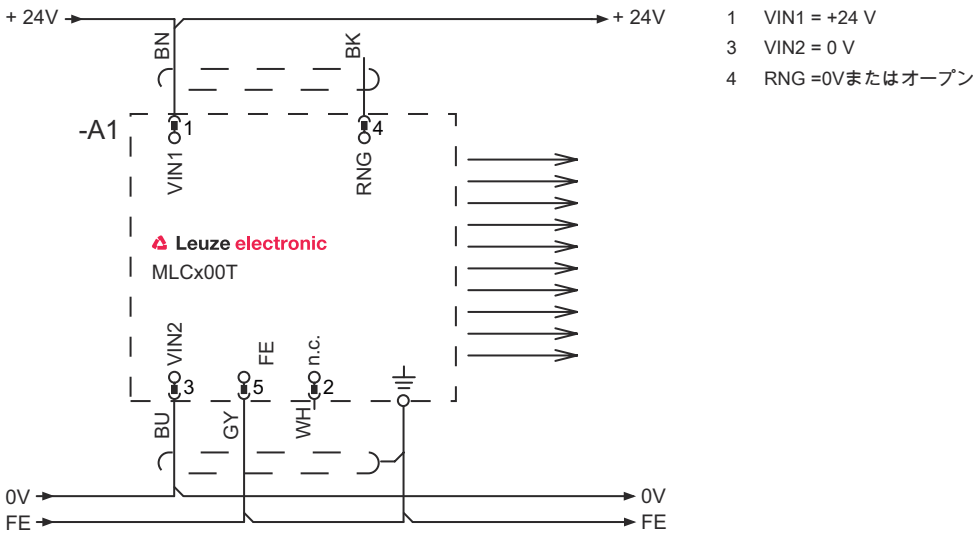 + 24V
+ 24V
1 VIN1 = +24 V
3 VIN2 = 0 V
4 RNG =0Vまたはオープン
BN
BK
-A1
1
4
VIN1
RNG
Leuze electronic
MLCx00T
VIN2
FE
n.c.
3
5
2
BU
GY
WH
0V
0V
FE
FE